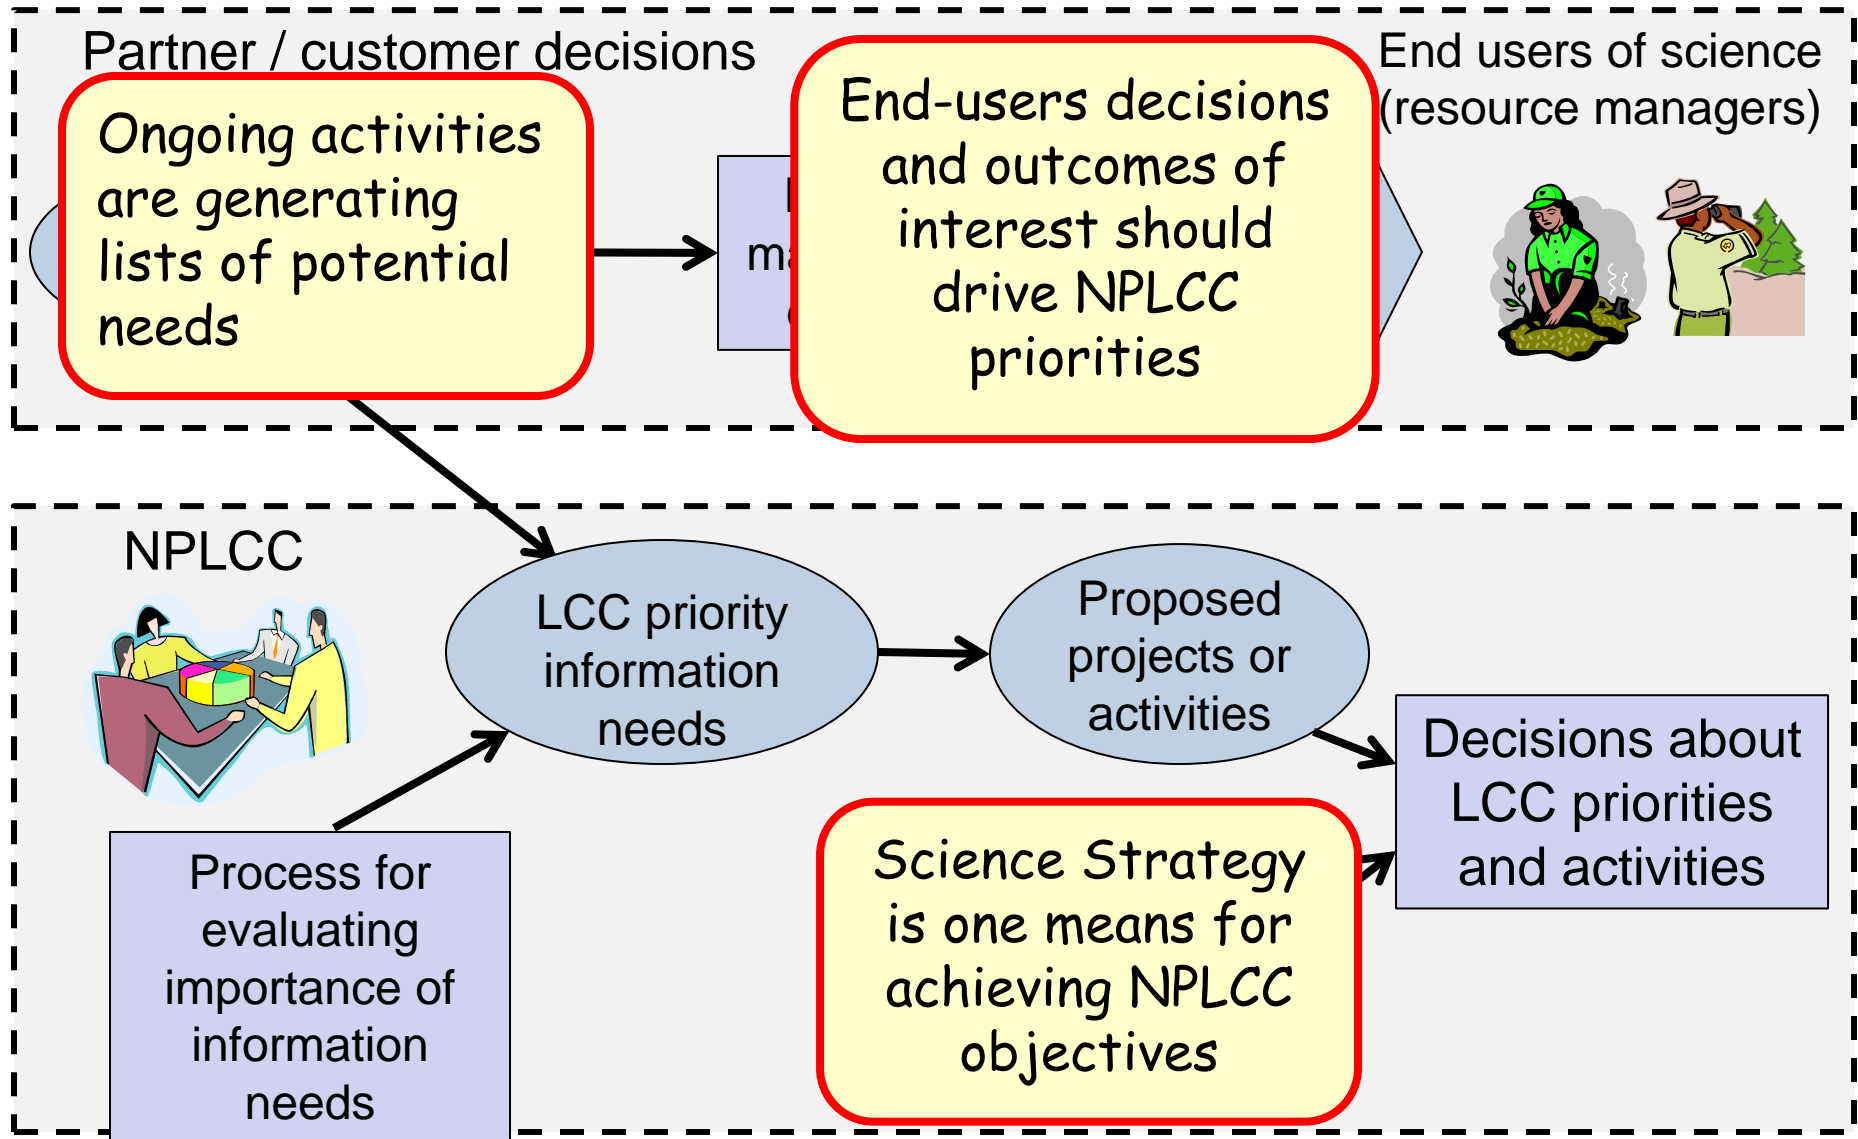 Partner / customer decisions
Ongoing activities
are generating
lists of potential
needs
End-users decisions
and outcomes of
interest should
drive NPLCC
priorities
End users of science
(resource managers)
NPLCC
LCC priority
information
needs
Proposed
projects or
activities
Decisions about
LCC priorities
and activities
Process for
evaluating
importance of
information
needs
Science Strategy
is one means for
achieving NPLCC
objectives